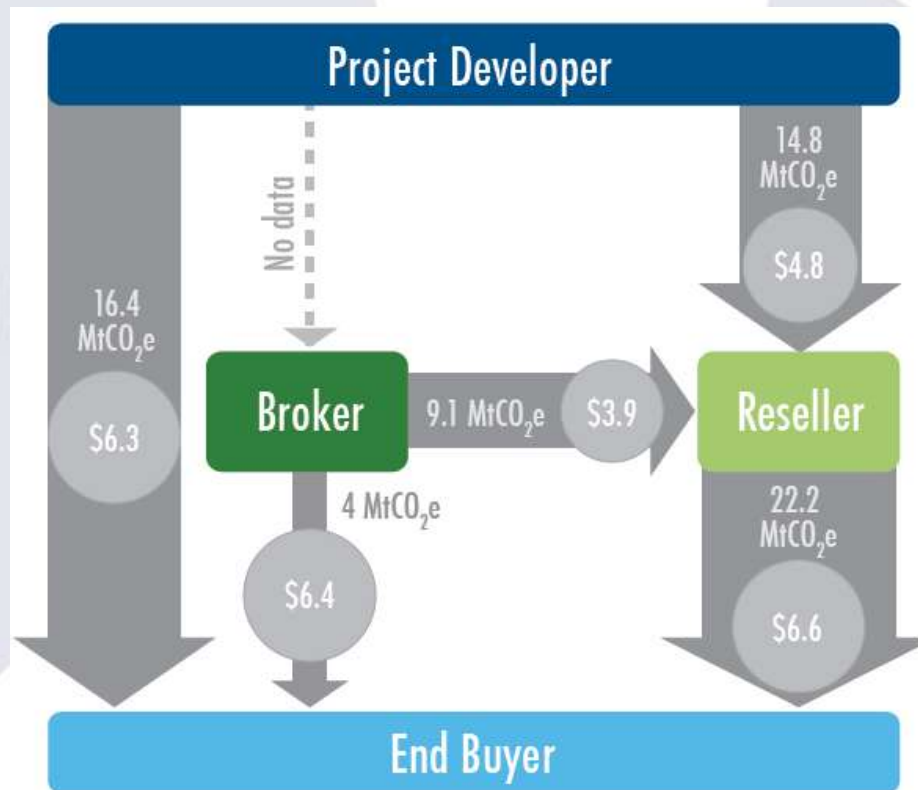 Project Developer
14.8
MtCO₂e
$4.8
No data
16.4
MtCO₂e
$6.3
Broker
9.1 MtCO₂e
$3.9
Reseller
4 MtCO₂e
$6.4
22.2
MtCO₂e
$6.6
End Buyer